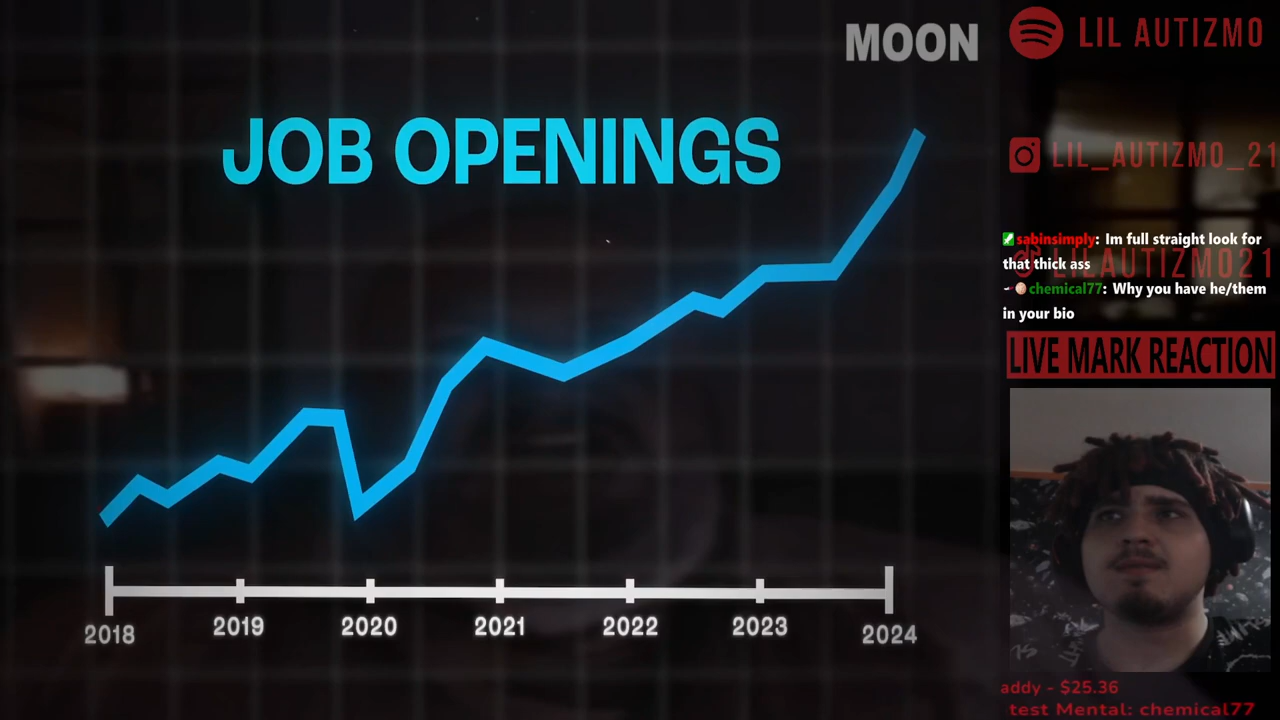 MOON
JOB OPENINGS
2018
2019
2020
2021
2022
2023
2024
LIL AUTIZMO
LIL_AUTIZMO_21
sabinsimply: Im full straight look for
that thick ass
LILAUTIZMO21
chemical77: Why you have he/them
in your bio
LIVE MARK REACTION
addy - $25.36
test Mental: chemical77